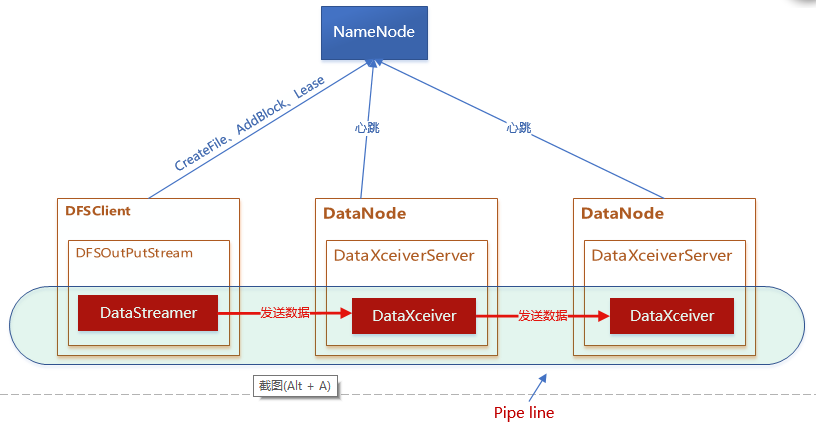 NameNode
CreateFile、AddBlock、Lease
心跳
心跳
DFSClient
DataNode
DataNode
DFSOutPutStream
DataXceiverServer
DataXceiverServer
DataStreamer
发送数据
DataXceiver
发送数据
DataXceiver
截图(Alt + A)
Pipe line